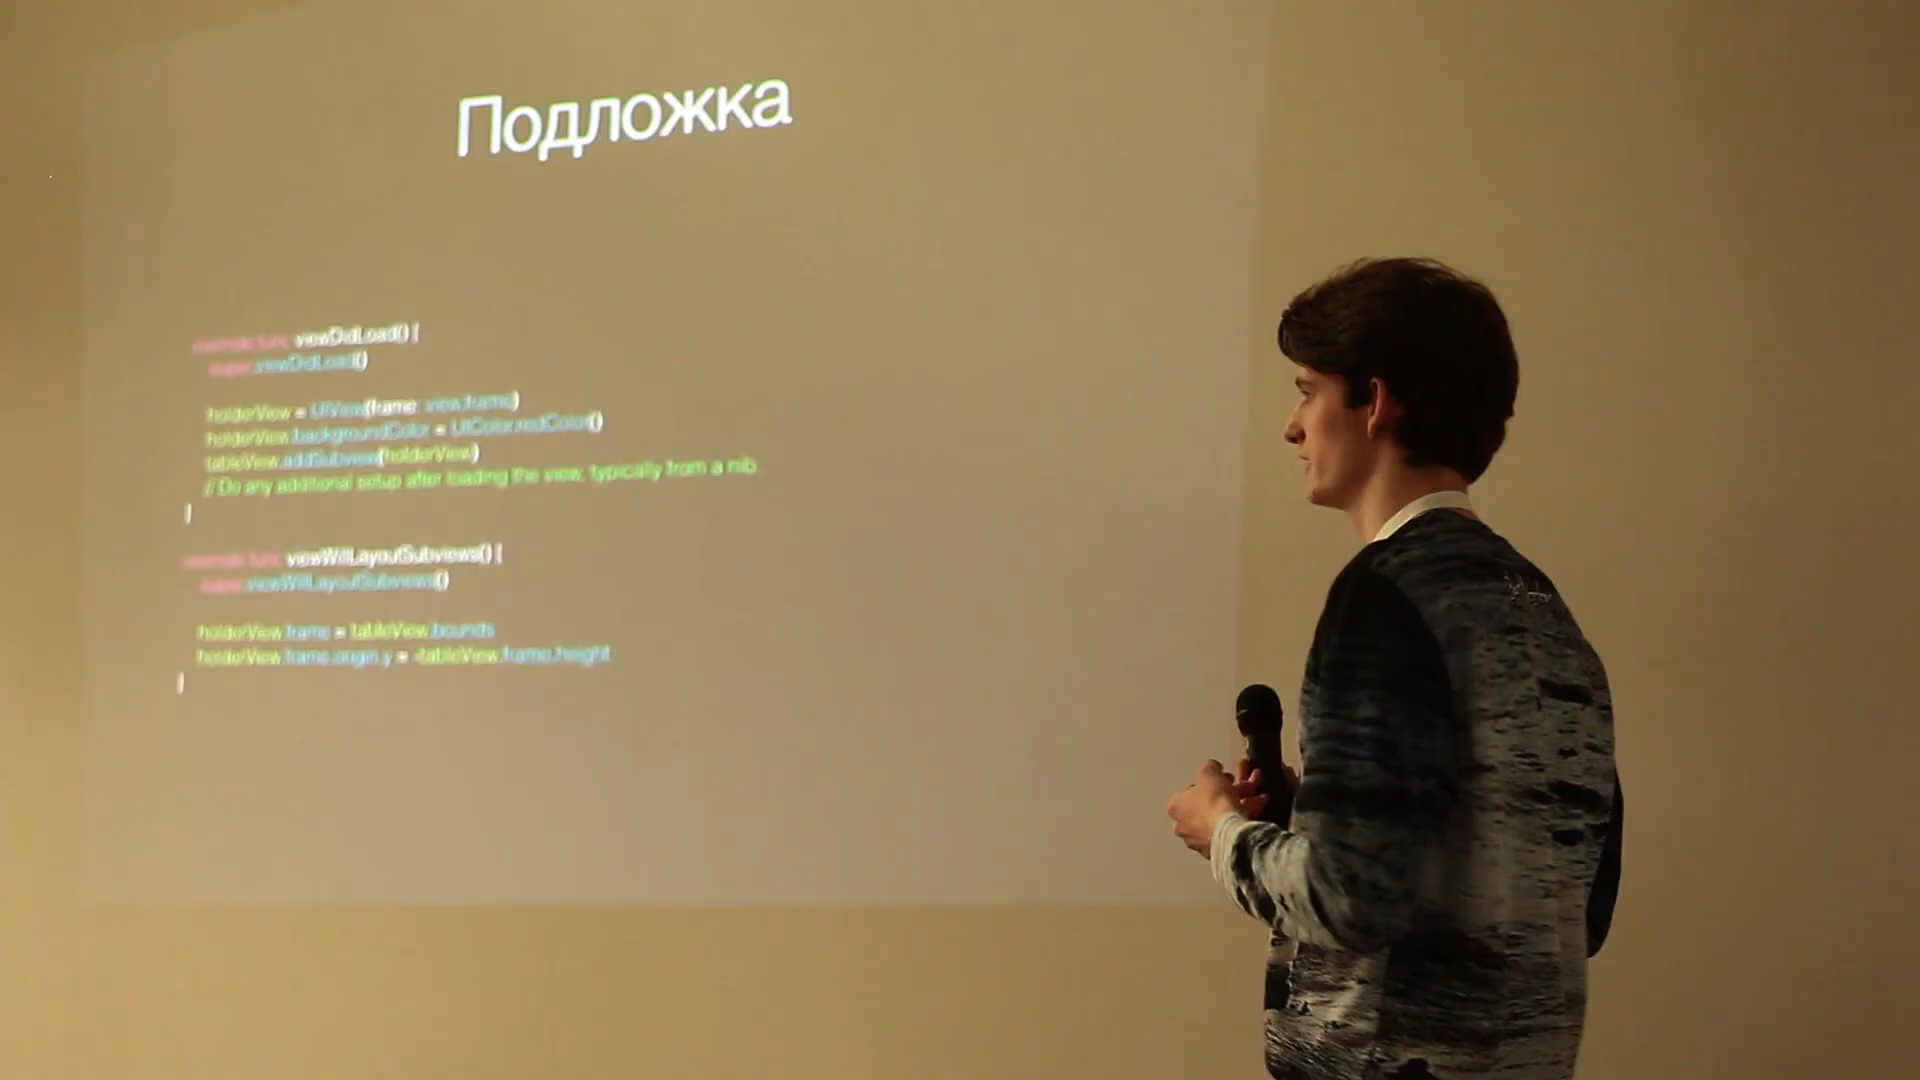 Подложка
override func viewDidLoad() {
super.viewDidLoad()
holderView = UIView(frame: view.frame)
holderView.backgroundColor = UIColor.redColor()
tableView.addSubview(holderView)
// Do any additional setup after loading the view, typically from a nib.
}
override func viewWillLayoutSubviews() {
super.viewWillLayoutSubviews()
holderView.frame = tableView.bounds
holderView.frame.origin.y = -tableView.frame.height
}